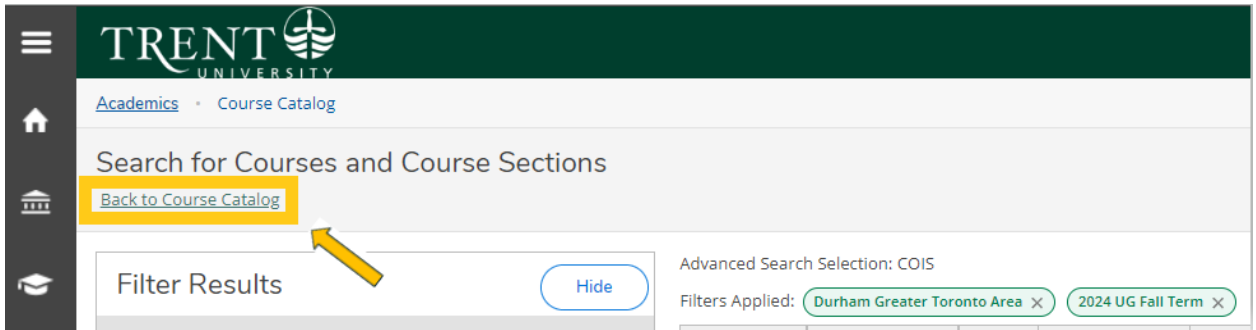 TRENT
UNIVERSITY
Academics • Course Catalog
Search for Courses and Course Sections
Back to Course Catalog
Filter Results
Hide
Advanced Search Selection: COIS
Filters Applied: Durham Greater Toronto Area × 2024 UG Fall Term ×